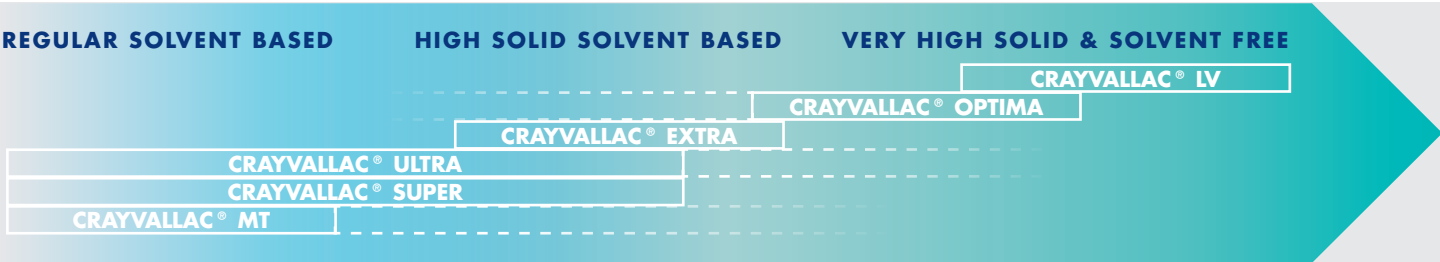 REGULAR SOLVENT BASED HIGH SOLID SOLVENT BASED VERY HIGH SOLID & SOLVENT FREE
CRAYVALLAC® LV
CRAYVALLAC® OPTIMA
CRAYVALLAC® EXTRA
CRAYVALLAC® ULTRA
CRAYVALLAC® SUPER
CRAYVALLAC® MT